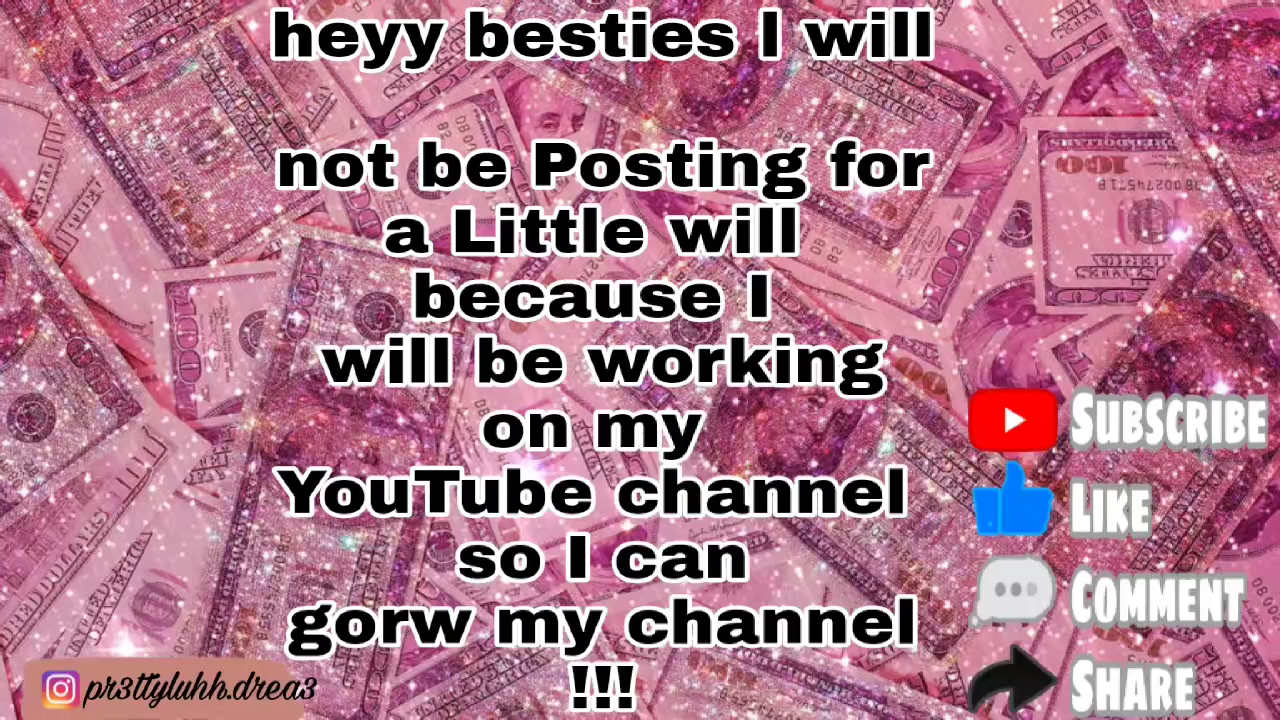 heyy besties I will
not be Posting for
a Little will
because I
will be working
on my
YouTube channel
so I can
gorw my channel
!!!
SUBSCRIBE
LIKE
COMMENT
SHARE
pr3ttyluhh.drea3